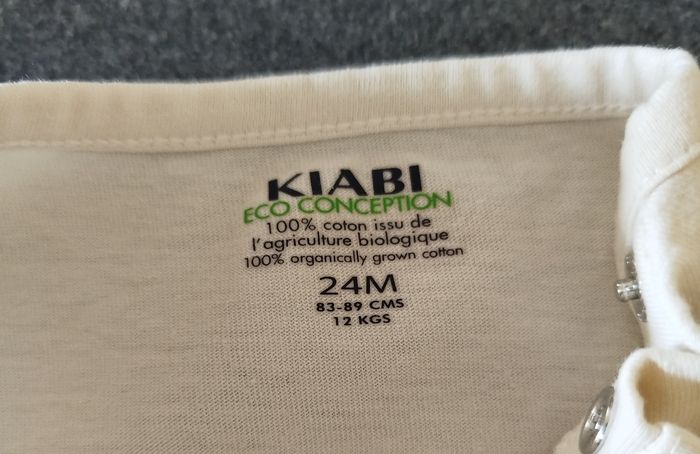 KIABI
ECO CONCEPTION
100% coton issu de
l'agriculture biologique
100% organically grown cotton
24M
83-89 CMS
12 KGS